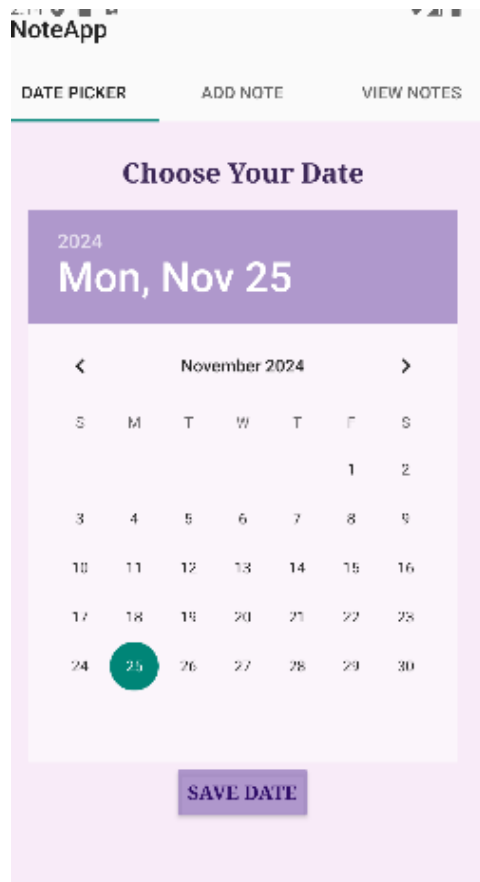 NoteApp
DATE PICKER ADD NOTE VIEW NOTES
Choose Your Date
2024
Mon, Nov 25
November 2024
S M T W T F S
1 2
3 4 5 6 7 8 9
10 11 12 13 14 15 16
17 18 19 20 21 22 23
24 25 26 27 28 29 30
SAVE DATE